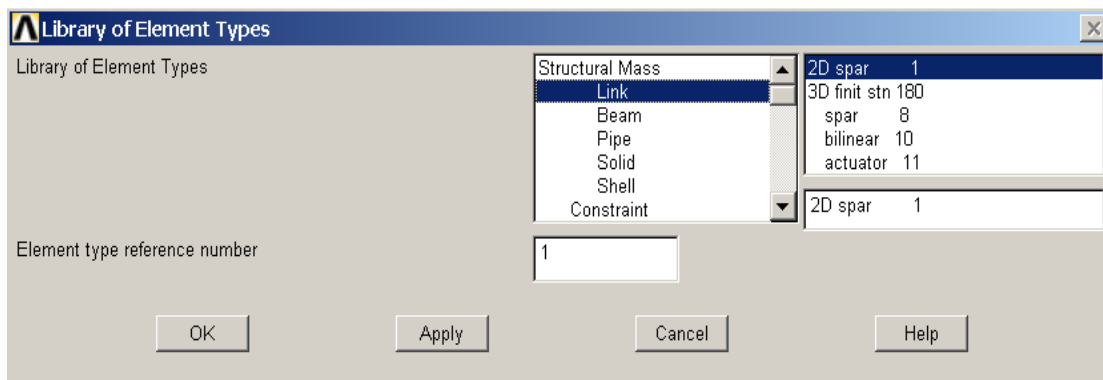 Library of Element Types
Library of Element Types
Structural Mass
Link
Beam
Pipe
Solid
Shell
Constraint
2D spar 1
3D finit stn 180
spar 8
bilinear 10
actuator 11
2D spar 1
Element type reference number
1
OK
Apply
Cancel
Help